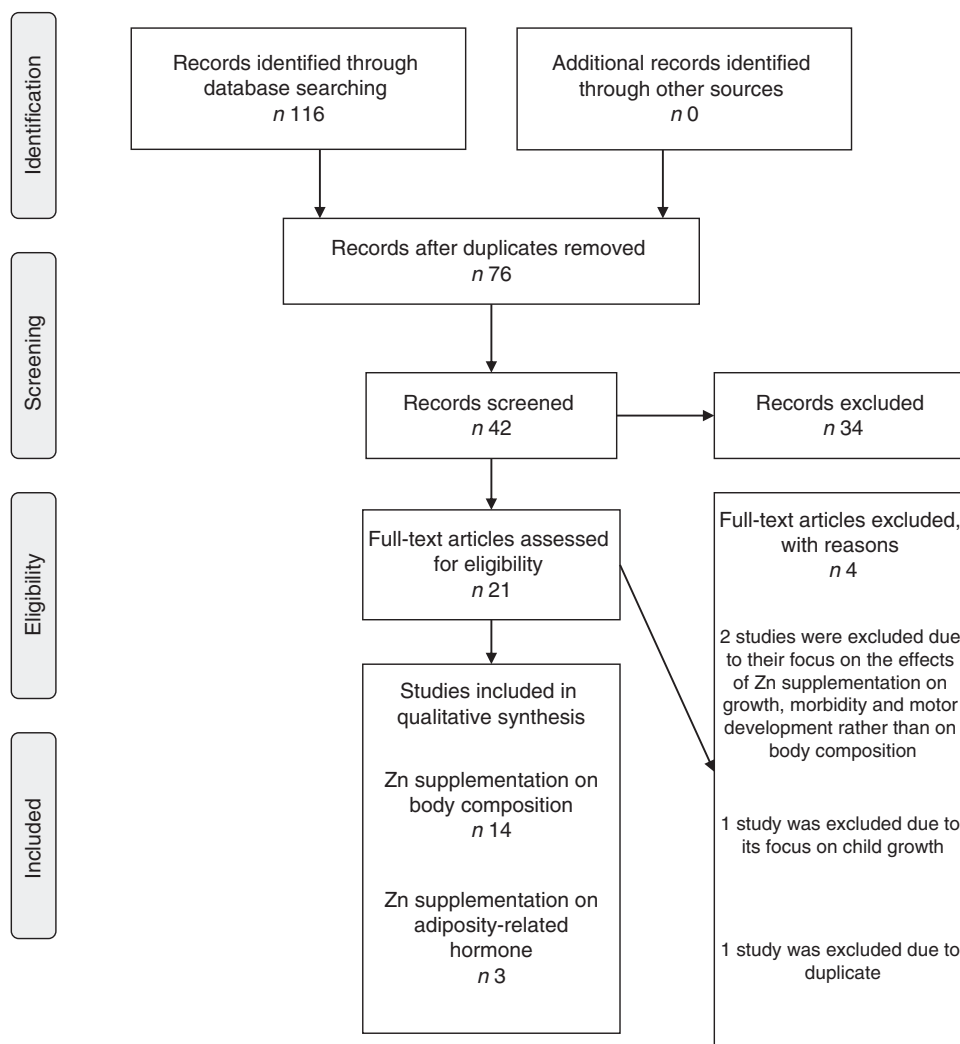 Identification
Records identified through
database searching
n 116
Additional records identified
through other sources
n 0
Records after duplicates removed
n 76
Screening
Records screened
n 42
Records excluded
n 34
Eligibility
Full-text articles assessed
for eligibility
n 21
Full-text articles excluded,
with reasons
n 4
2 studies were excluded due
to their focus on the effects
of Zn supplementation on
growth, morbidity and motor
development rather than on
body composition
1 study was excluded due to
its focus on child growth
1 study was excluded due to
duplicate
Included
Studies included in
qualitative synthesis
Zn supplementation on
body composition
n 14
Zn supplementation on
adiposity-related
hormone
n 3